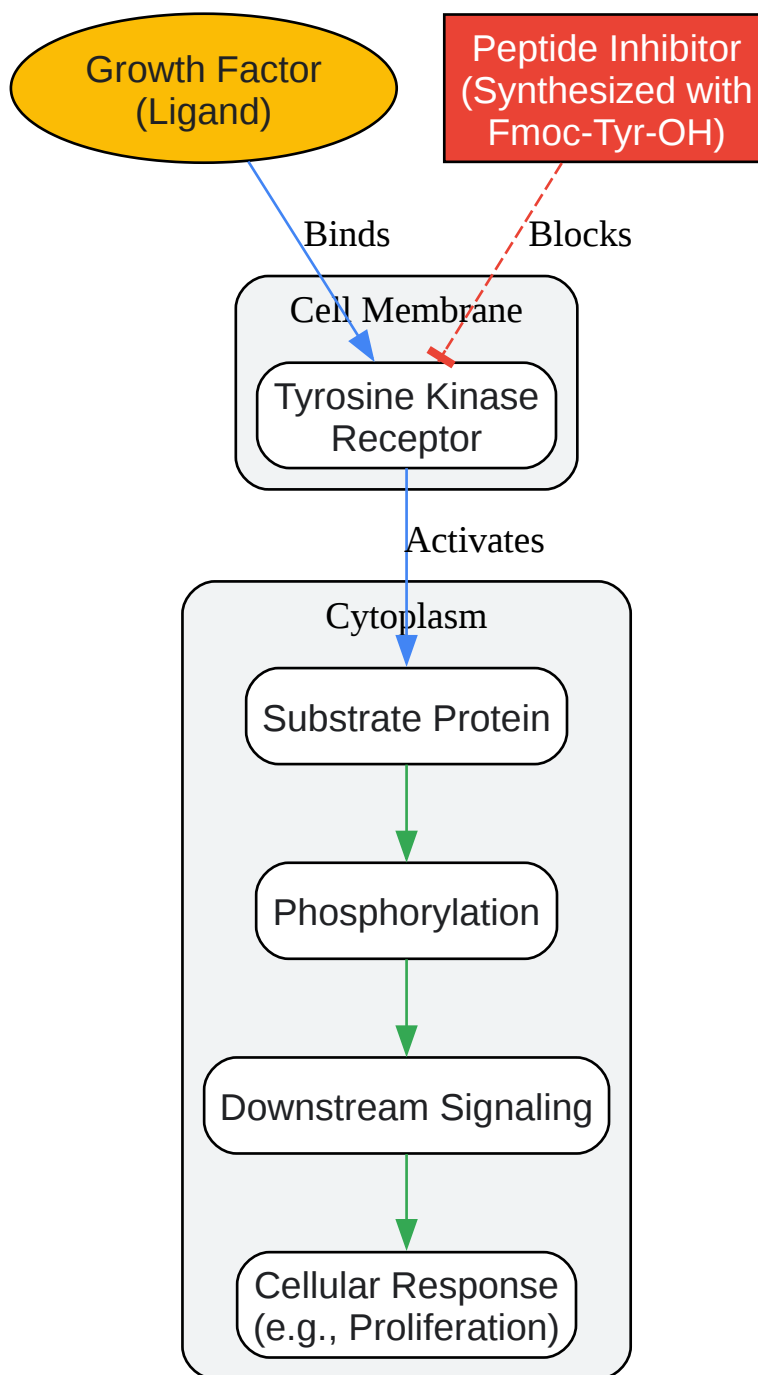 Growth Factor
(Ligand)
Peptide Inhibitor
(Synthesized with
Fmoc-Tyr-OH)
Binds
Blocks
Cell Membrane
Tyrosine Kinase
Receptor
Activates
Cytoplasm
Substrate Protein
Phosphorylation
Downstream Signaling
Cellular Response
(e.g., Proliferation)